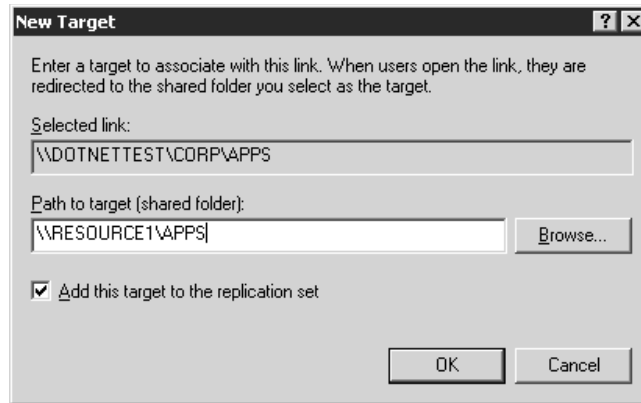 New Target
Enter a target to associate with this link. When users open the link, they are
redirected to the shared folder you select as the target.
Selected link:
\\DOTNETTEST\CORP\APPS
Path to target (shared folder):
\\RESOURCE1\APPS
Browse...
Add this target to the replication set
OK
Cancel